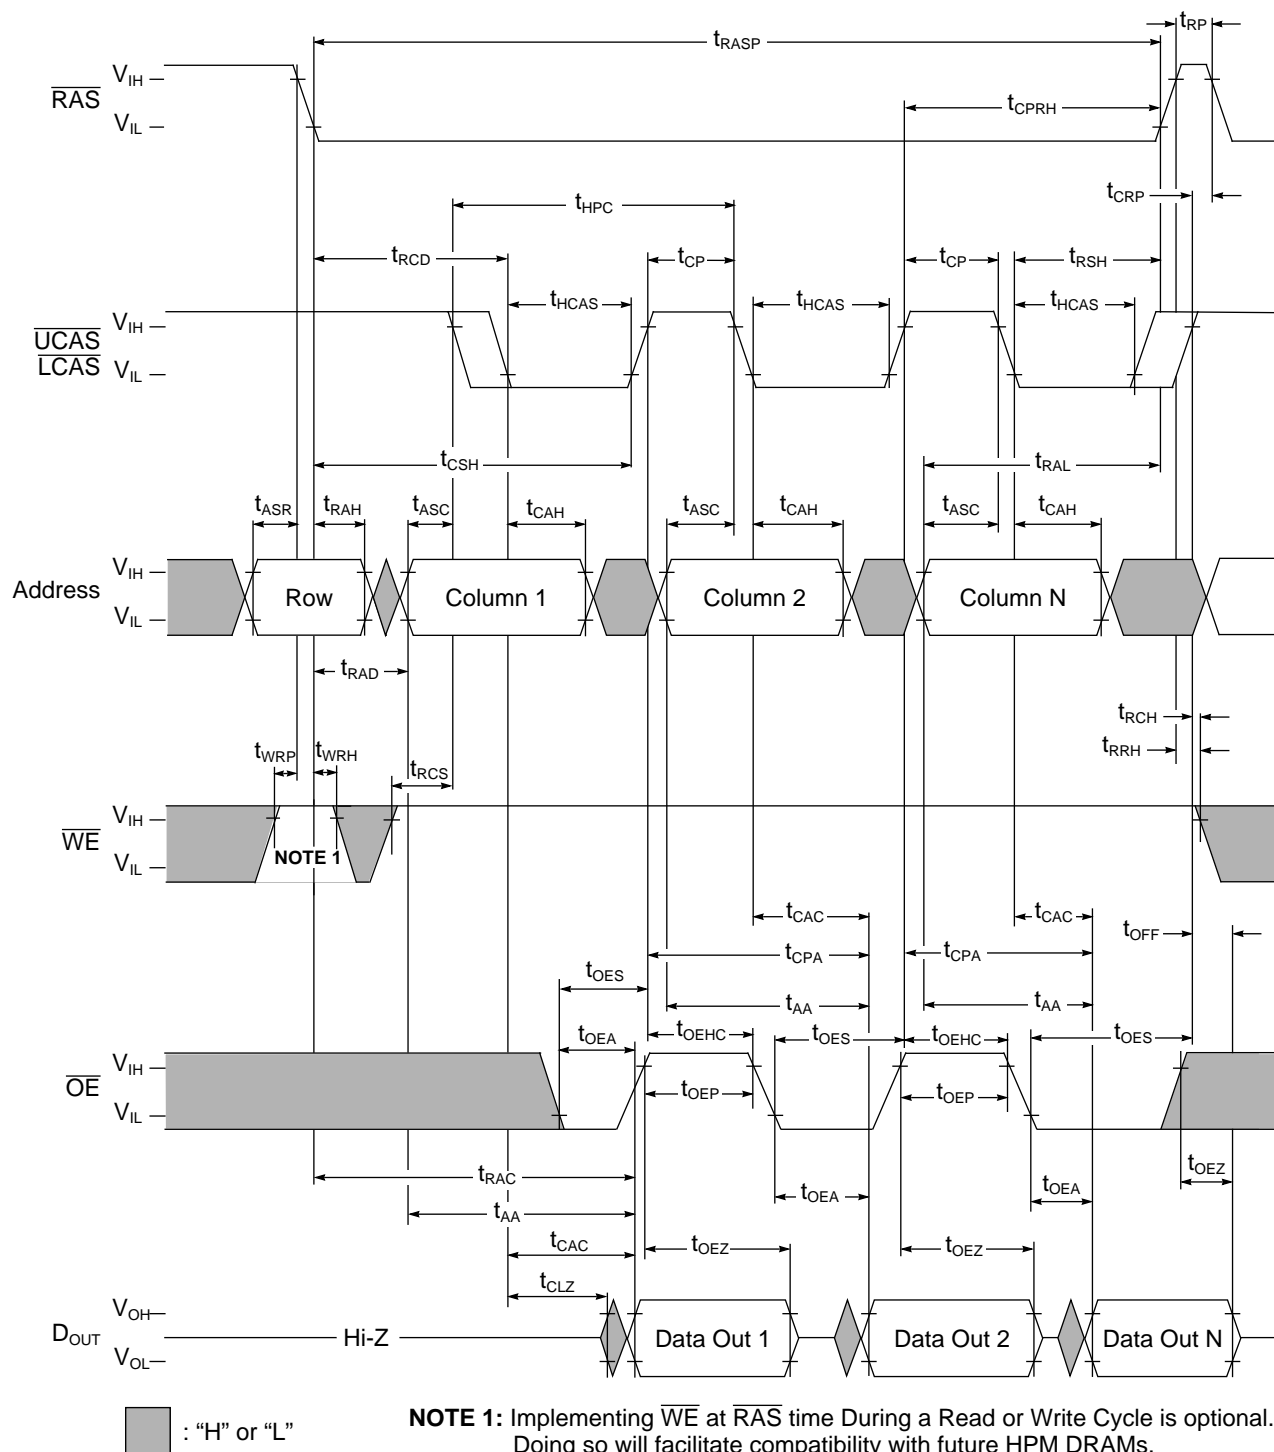 tRP
tRASP
RAS VIH
VIL
tCPRH
tCRP
tHPC
tRCD tCP tCP tRSH
tHCAS tHCAS tHCAS
UCAS VIH
LCAS VIL
tCSH tRAL
tASR tRAH tASC tCAH tASC tCAH tASC tCAH
Address VIH
VIL
Row Column 1 Column 2 Column N
tRAD
tRCH
tRRH
tWRP tWRH tRCS
WE VIH
VIL
NOTE 1
tCAC tCAC
tOFF
tCPA tCPA
tOES
tAA tAA
tOEA tOEHC tOES tOEHC tOES
OE VIH
VIL
tOEP tOEP
tRAC tOEZ
tOEA tOEA
tAA
tCAC tOEZ tOEZ
tCLZ
DOUT VOH
VOL
Hi-Z Data Out 1 Data Out 2 Data Out N
: “H” or “L”
NOTE 1: Implementing WE at RAS time During a Read or Write Cycle is optional.
Doing so will facilitate compatibility with future HPM DRAMs.